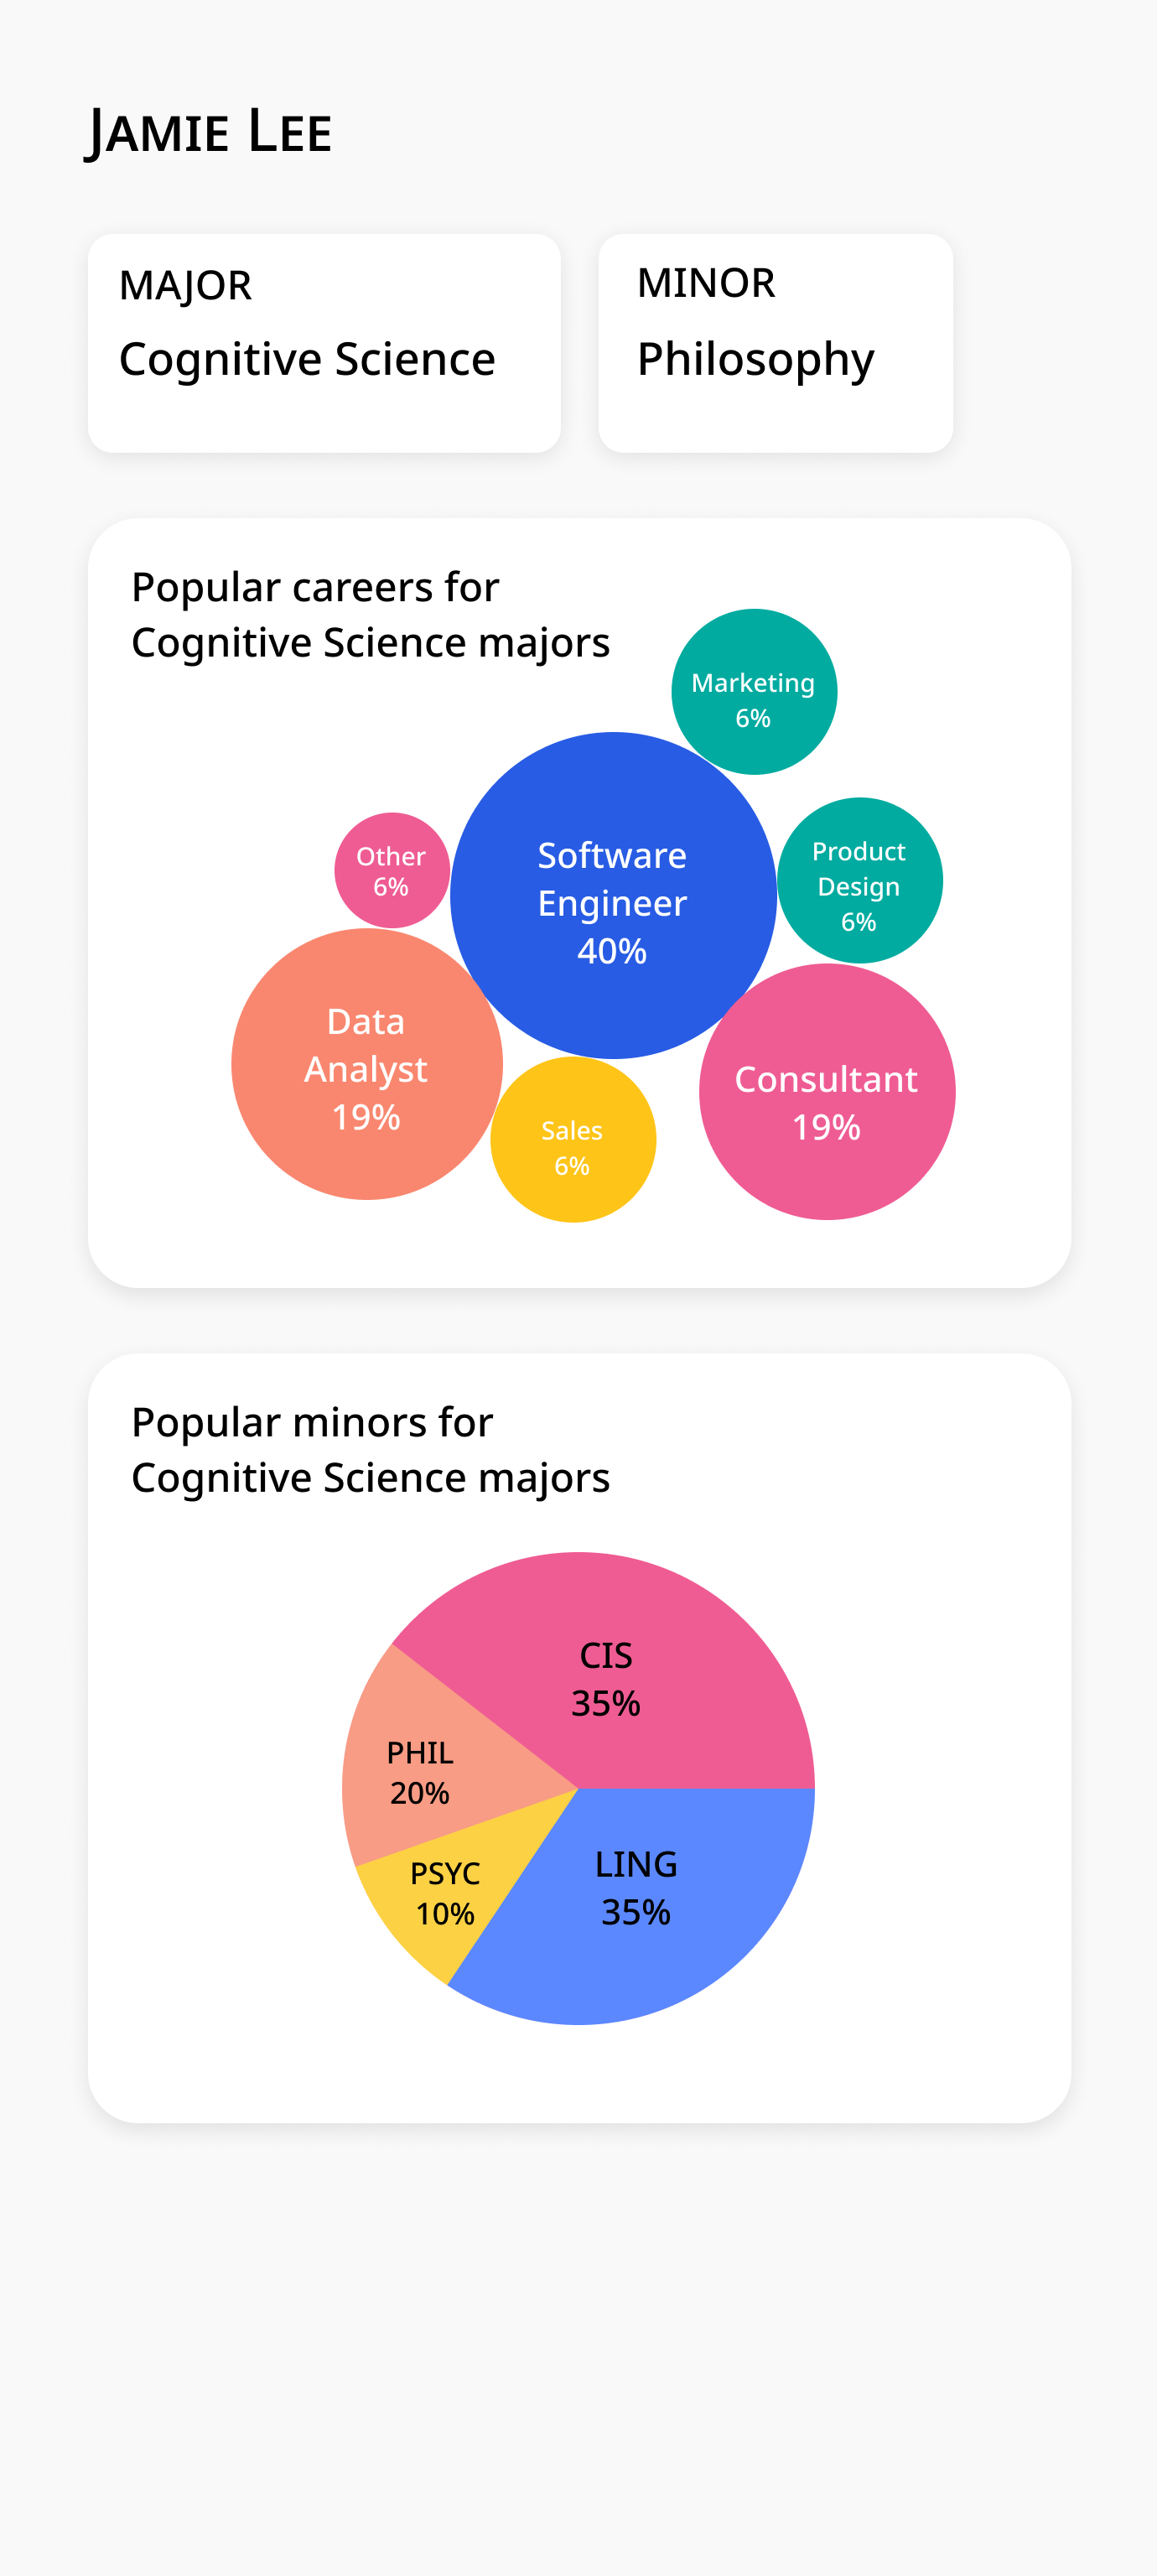 JAMIE LEE
MAJOR
Cognitive Science
MINOR
Philosophy
Popular careers for
Cognitive Science majors
Marketing
6%
Software
Engineer
40%
Product
Design
6%
Other
6%
Data
Analyst
19%
Sales
6%
Consultant
19%
Popular minors for
Cognitive Science majors
CIS
35%
PHIL
20%
PSYC
10%
LING
35%